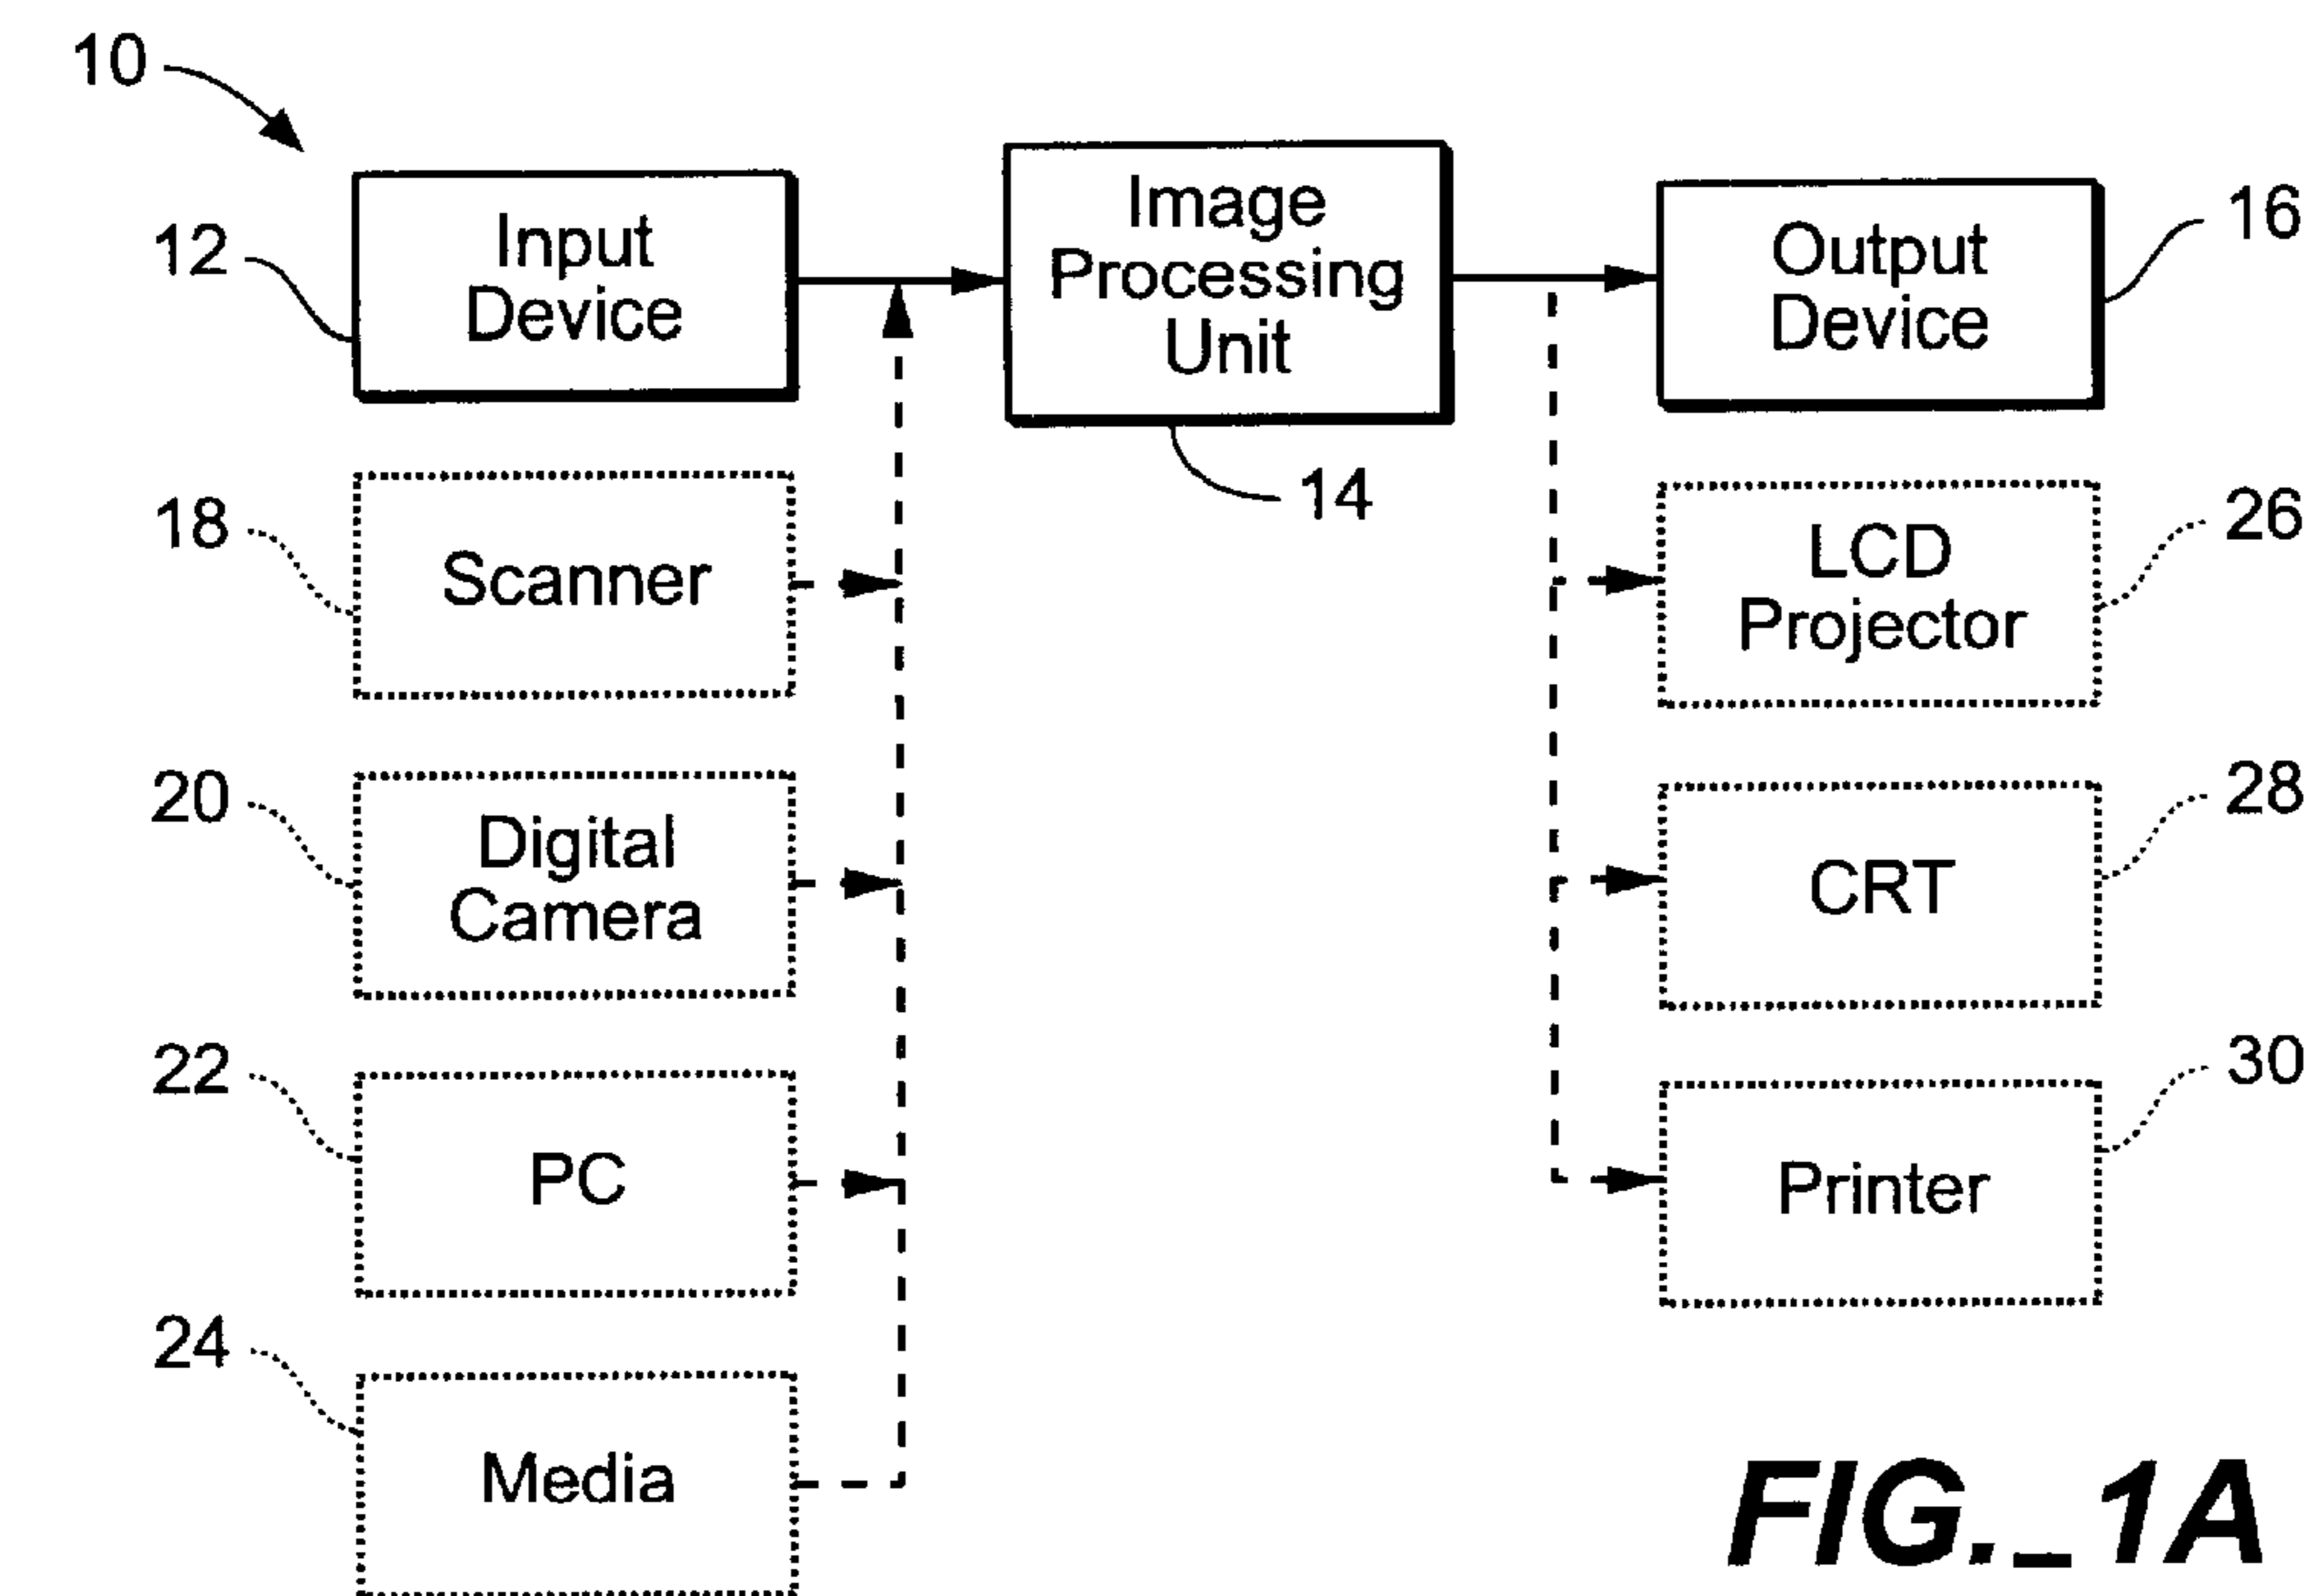 10
12
Input
Device
Image
Processing
Unit
14
Output
Device
16
18
Scanner
20
Digital
Camera
22
PC
24
Media
LCD
Projector
26
CRT
28
Printer
30
FIG._1A